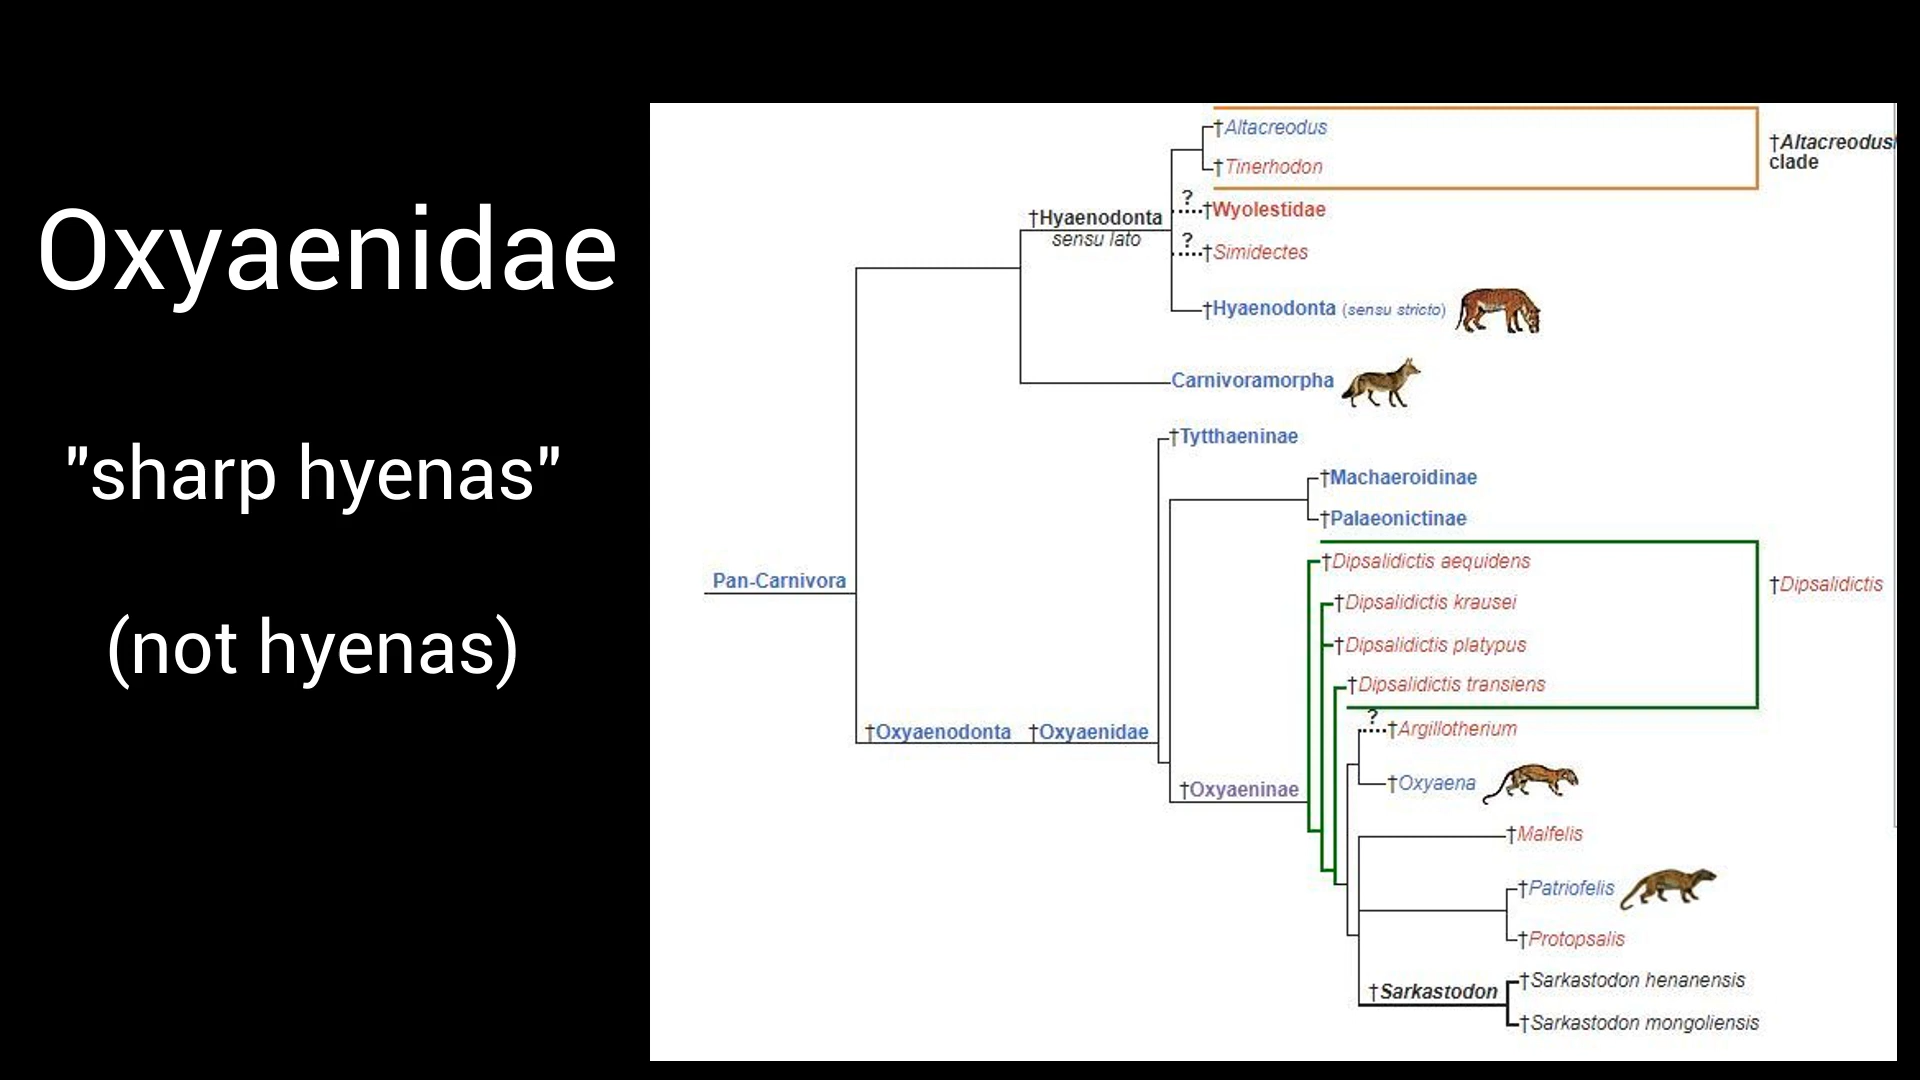 Oxyaenidae
"sharp hyenas"
(not hyenas)
†Altacreodus
†Tinerhodon
†Altacreodus
clade
?
†Wyolestidae
†Hyaenodonta
sensu lato
?
†Simidectes
†Hyaenodonta (sensu stricto)
Carnivoramorpha
†Tytthaeninae
†Machaeroidinae
†Palaeonictinae
†Dipsalidictis aequidens
Pan-Carnivora
†Dipsalidictis
†Dipsalidictis krausei
†Dipsalidictis platypus
†Dipsalidictis transiens
?
†Argillotherium
†Oxyaenodonta †Oxyaenidae
†Oxyaeninae
†Oxyaena
†Malfelis
†Patriofelis
†Protopsalis
†Sarkastodon
†Sarkastodon henanensis
†Sarkastodon mongoliensis